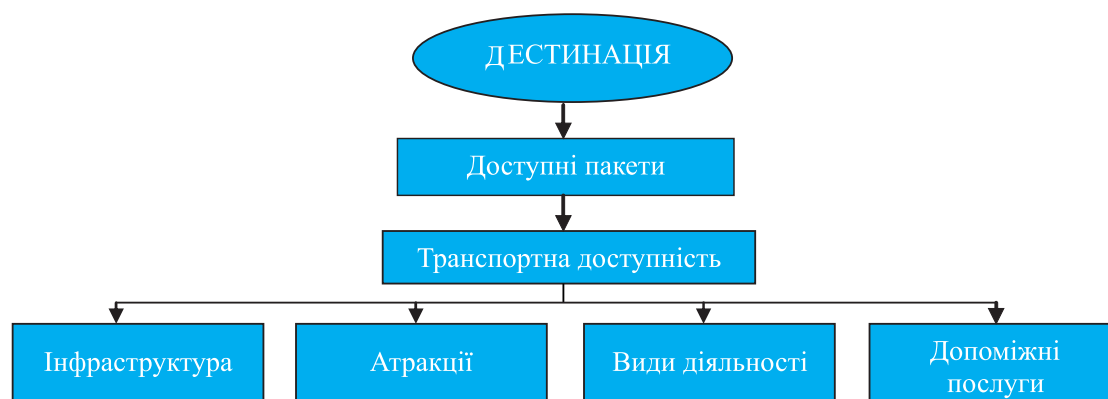 ДЕСТИНАЦІЯ
Доступні пакети
Транспортна доступність
Інфраструктура
Атракції
Види діяльності
Допоміжні
послуги